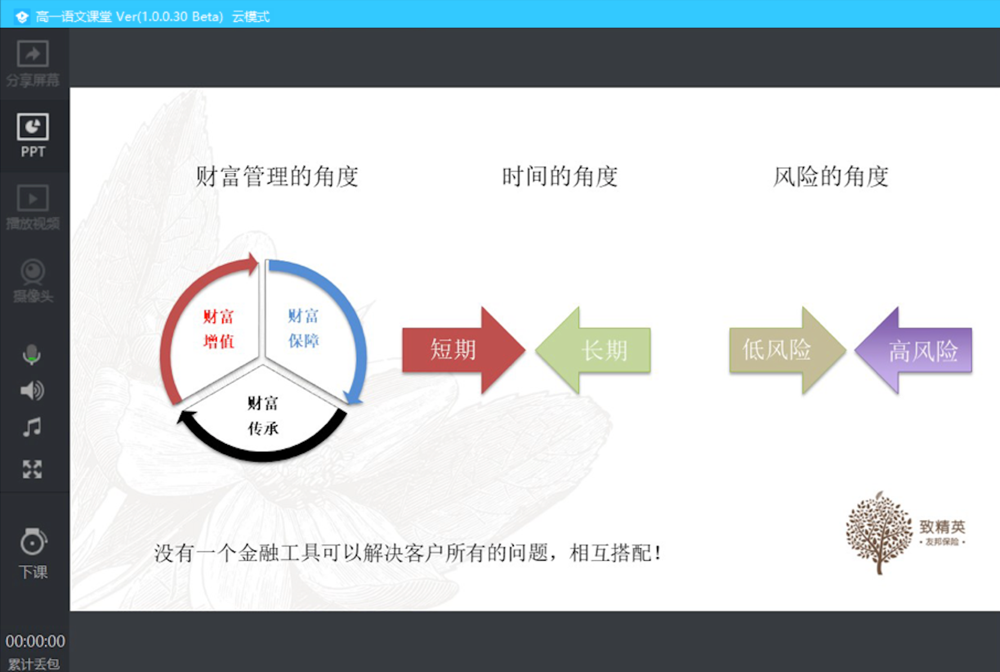 高一语文课堂 Ver(1.0.0.30 Beta) 云模式
分享屏幕
PPT
播放视频
摄像头
下课
00:00:00
累计丢包
财富管理的角度
时间的角度
风险的角度
财富
增值
财富
保障
财富
传承
短期
长期
低风险
高风险
没有一个金融工具可以解决客户所有的问题，相互搭配！
致精英
·友邦保险·